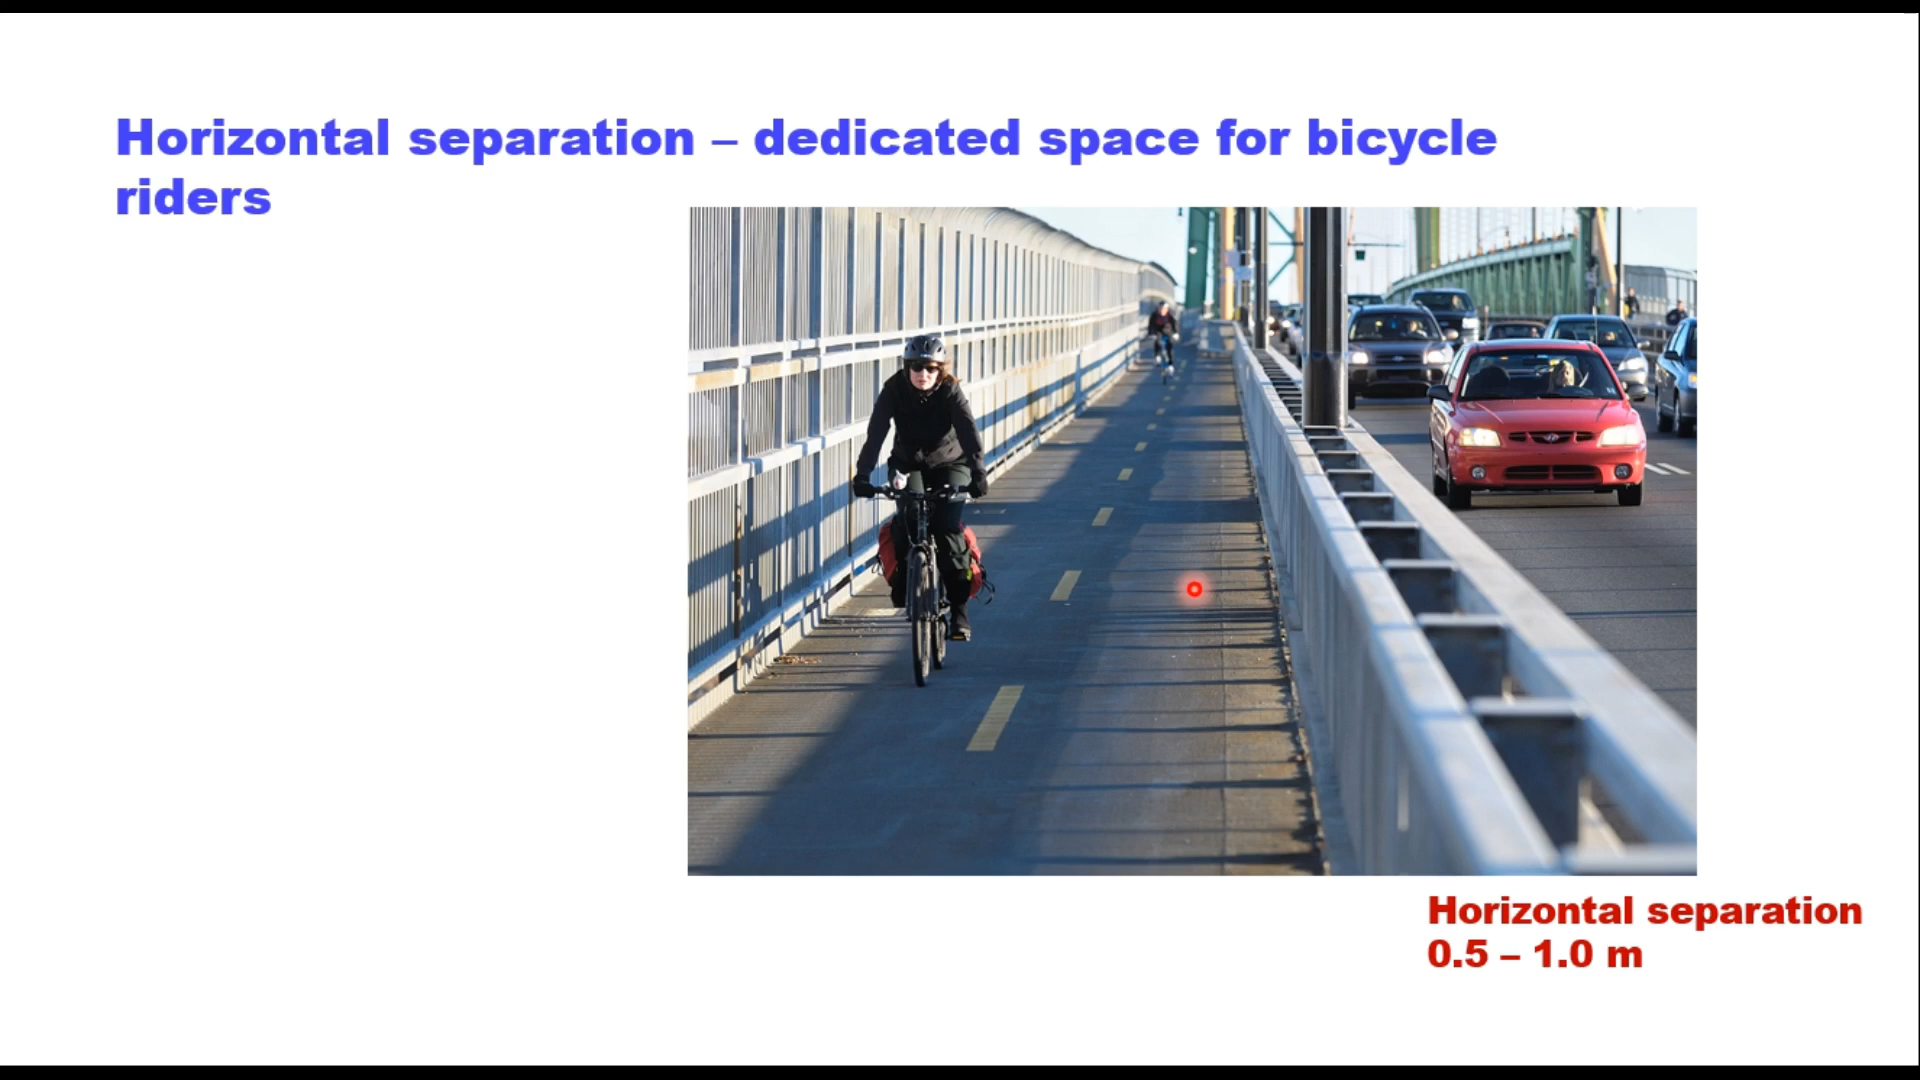 Horizontal separation – dedicated space for bicycle
riders
Horizontal separation
0.5 – 1.0 m